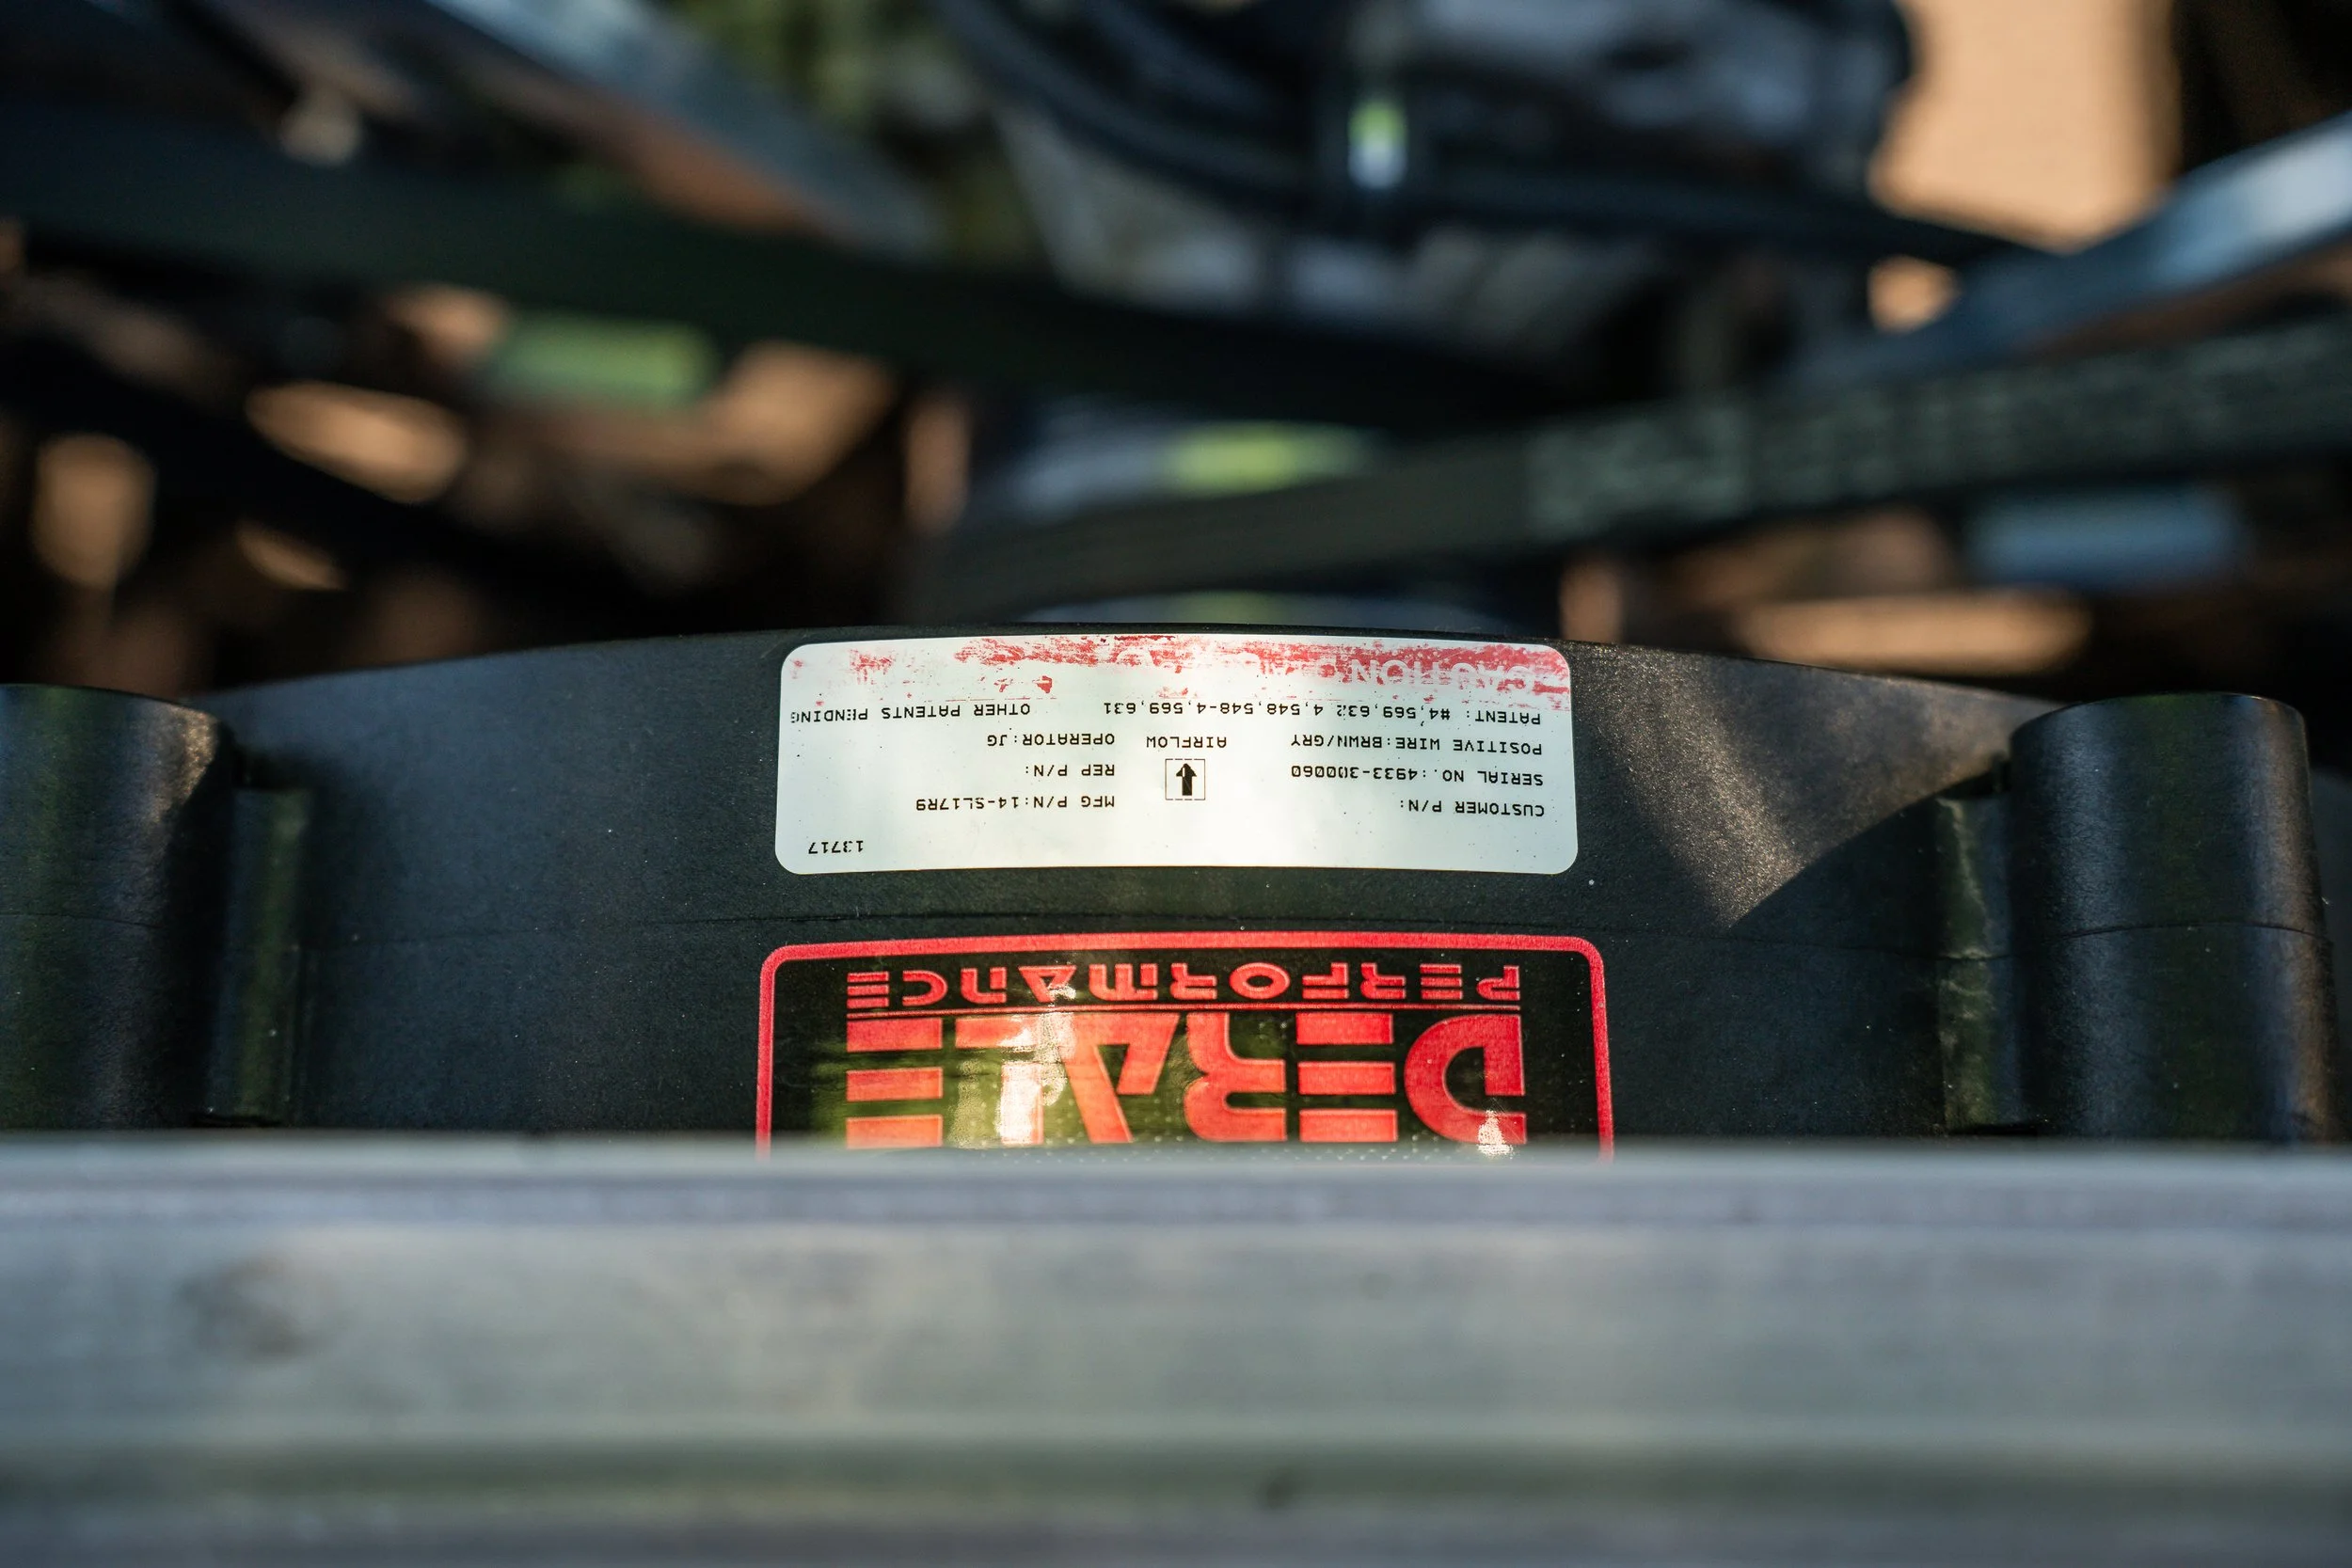 DERALE
PERFORMANCE
13717
CUSTOMER P/N: MFG P/N:14-SL17R9
SERIAL NO.:4933-300060 REP P/N:
POSITIVE WIRE:BRWN/GRY AIRFLOW OPERATOR:JG
PATENT: #4,569,632 4,548,548-4,569,631 OTHER PATENTS PENDING
CAUTION